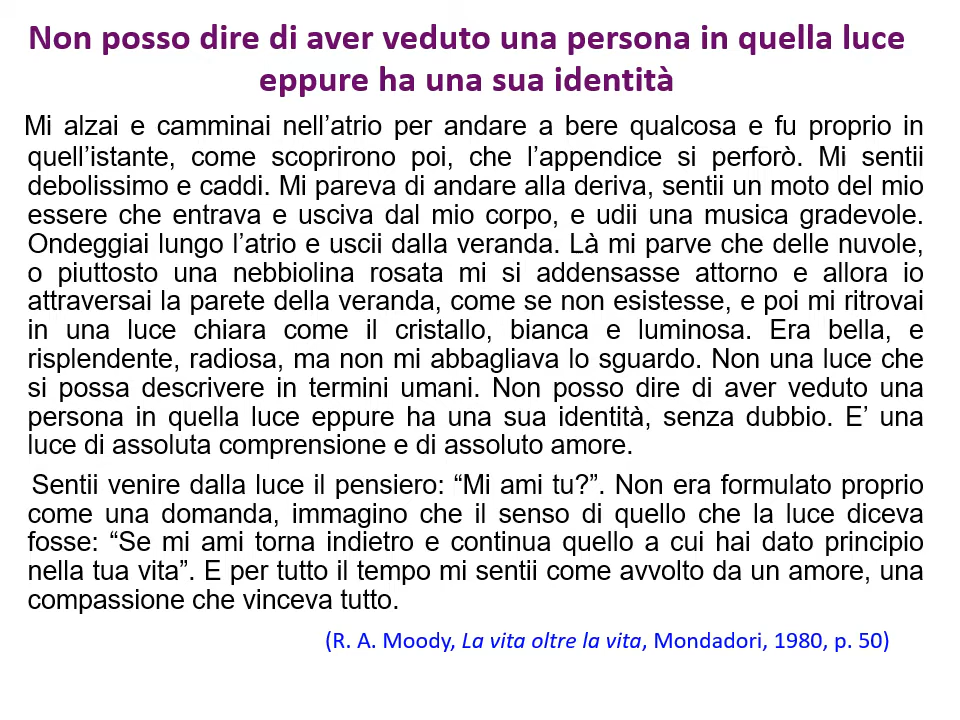 Non posso dire di aver veduto una persona in quella luce
eppure ha una sua identità
Mi alzai e camminai nell’atrio per andare a bere qualcosa e fu proprio in
quell’istante, come scoprirono poi, che l’appendice si perforò. Mi sentii
debolissimo e caddi. Mi pareva di andare alla deriva, sentii un moto del mio
essere che entrava e usciva dal mio corpo, e udii una musica gradevole.
Ondeggiai lungo l’atrio e uscii dalla veranda. Là mi parve che delle nuvole,
o piuttosto una nebbiolina rosata mi si addensasse attorno e allora io
attraversai la parete della veranda, come se non esistesse, e poi mi ritrovai
in una luce chiara come il cristallo, bianca e luminosa. Era bella, e
risplendente, radiosa, ma non mi abbagliava lo sguardo. Non una luce che
si possa descrivere in termini umani. Non posso dire di aver veduto una
persona in quella luce eppure ha una sua identità, senza dubbio. E’ una
luce di assoluta comprensione e di assoluto amore.
Sentii venire dalla luce il pensiero: “Mi ami tu?”. Non era formulato proprio
come una domanda, immagino che il senso di quello che la luce diceva
fosse: “Se mi ami torna indietro e continua quello a cui hai dato principio
nella tua vita”. E per tutto il tempo mi sentii come avvolto da un amore, una
compassione che vinceva tutto.
(R. A. Moody, La vita oltre la vita, Mondadori, 1980, p. 50)